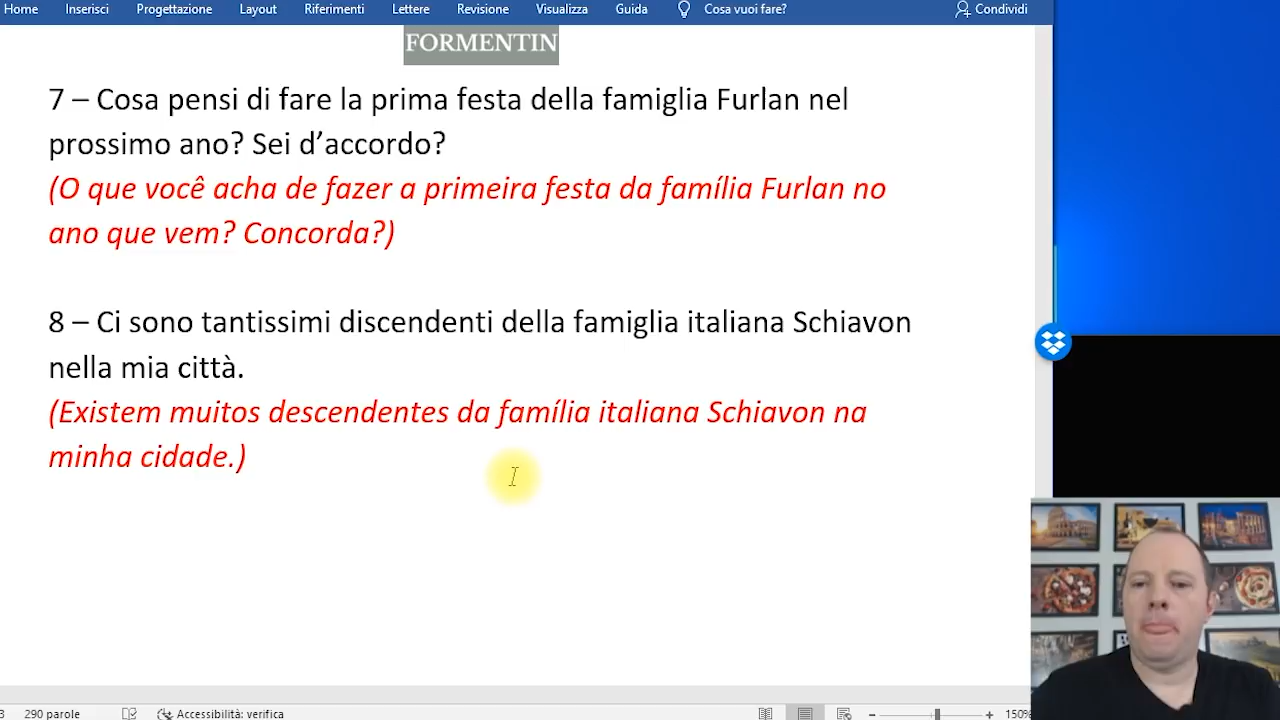 Home Inserisci Progettazione Layout Riferimenti Lettere Revisione Visualizza Guida Cosa vuoi fare? Condividi
FORMENTIN
7 – Cosa pensi di fare la prima festa della famiglia Furlan nel
prossimo ano? Sei d’accordo?
(O que você acha de fazer a primeira festa da família Furlan no
ano que vem? Concorda?)
8 – Ci sono tantissimi discendenti della famiglia italiana Schiavon
nella mia città.
(Existem muitos descendentes da família italiana Schiavon na
minha cidade.)
3 290 parole Accessibilità: verifica 150%